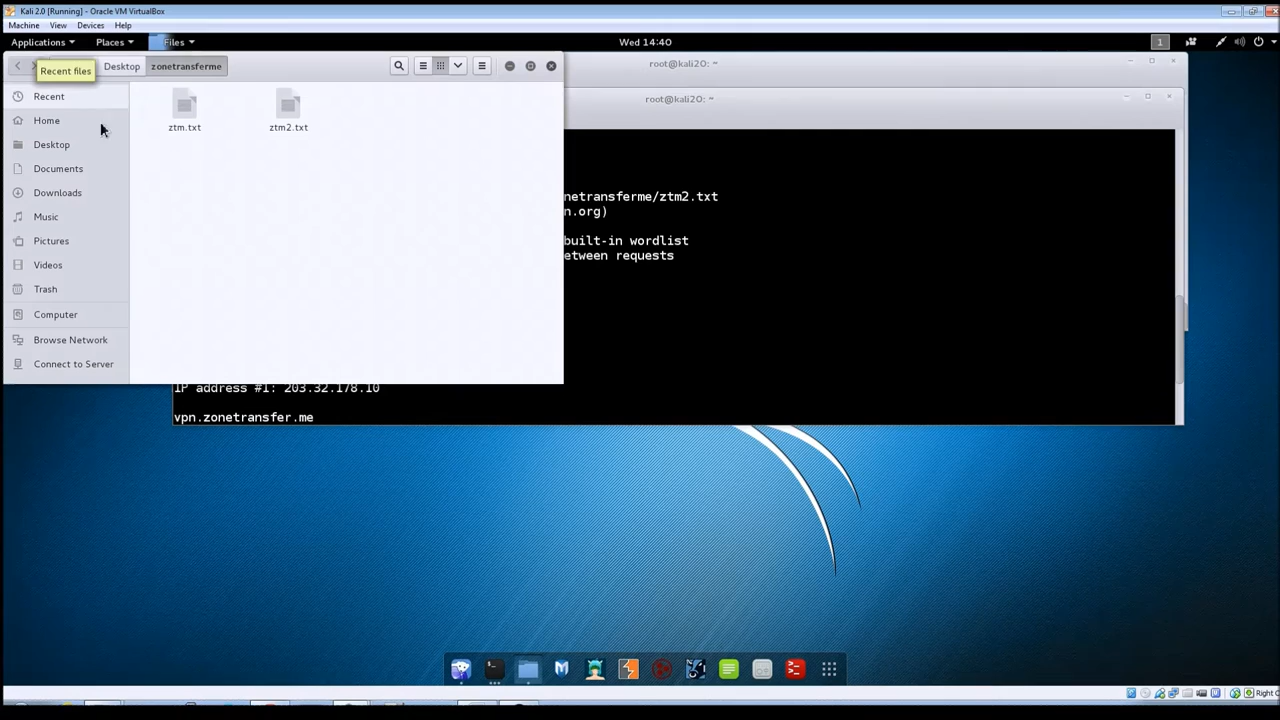 Kali 2.0 [Running] - Oracle VM VirtualBox
Machine View Devices Help
Applications Places Files Wed 14:40 1
Desktop zonetransferme
Recent files
root@kali20: ~
root@kali20: ~
Recent
Home
Desktop
Documents
Downloads
Music
Pictures
Videos
Trash
Computer
Browse Network
Connect to Server
ztm.txt ztm2.txt
netransferme/ztm2.txt
n.org)
built-in wordlist
etween requests
IP address #1: 203.32.178.10
vpn.zonetransfer.me
Right C